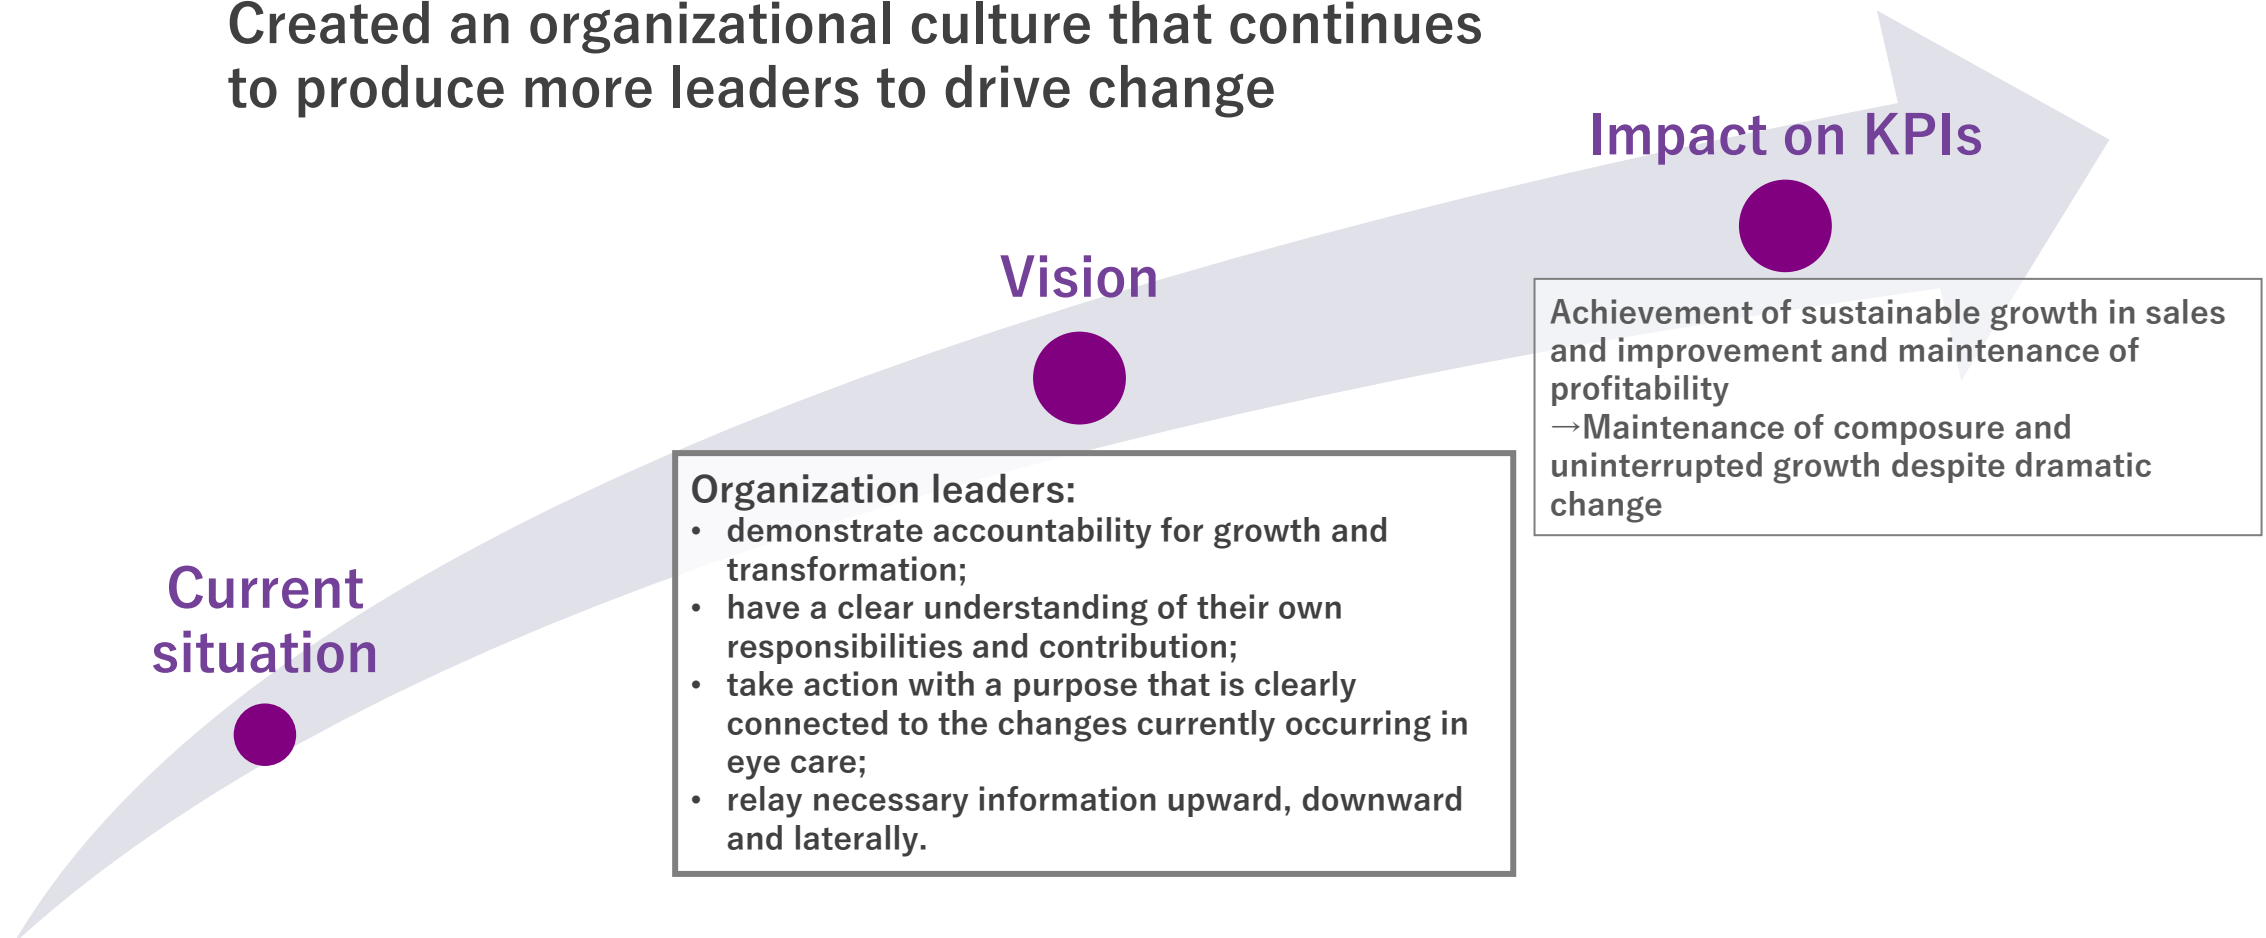 Created an organizational culture that continues
to produce more leaders to drive change
Impact on KPIs
Vision
Achievement of sustainable growth in sales
and improvement and maintenance of
profitability
→Maintenance of composure and
uninterrupted growth despite dramatic
change
Organization leaders:
• demonstrate accountability for growth and
transformation;
• have a clear understanding of their own
responsibilities and contribution;
• take action with a purpose that is clearly
connected to the changes currently occurring in
eye care;
• relay necessary information upward, downward
and laterally.
Current
situation